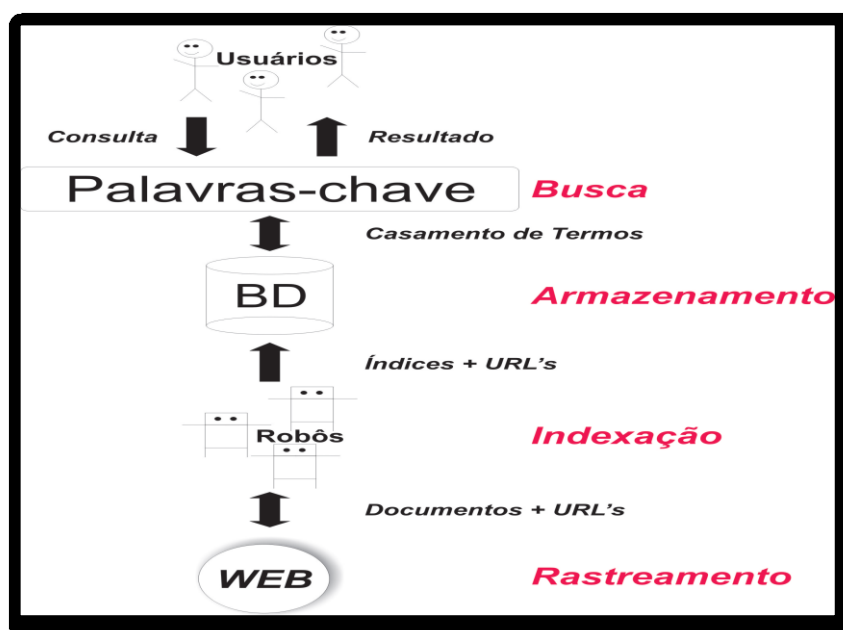 Usuários
Consulta
Resultado
Palavras-chave
Busca
Casamento de Termos
BD
Armazenamento
Índices + URL's
Robôs
Indexação
Documentos + URL's
WEB
Rastreamento